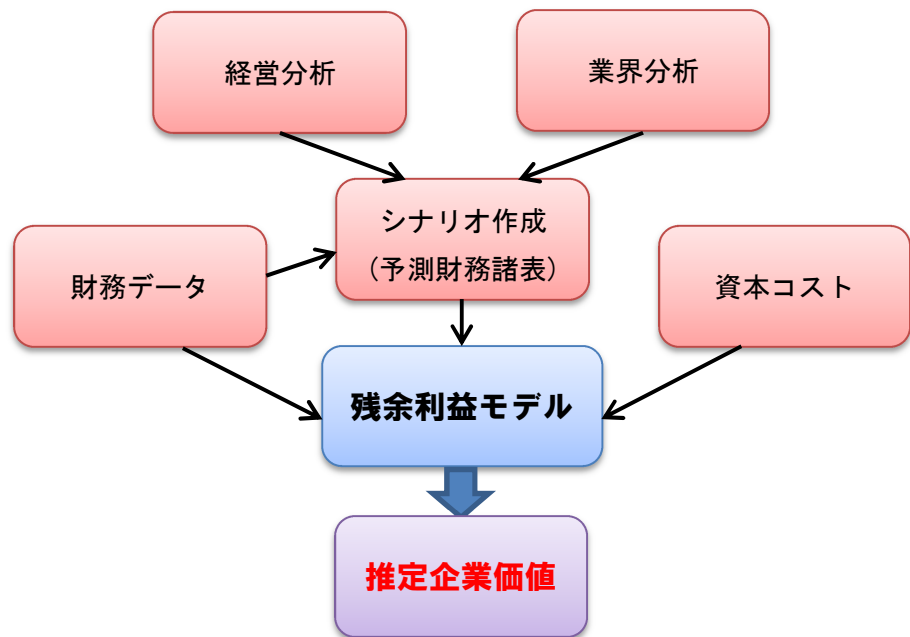 経営分析
業界分析
シナリオ作成
（予測財務諸表）
財務データ
資本コスト
残余利益モデル
推定企業価値